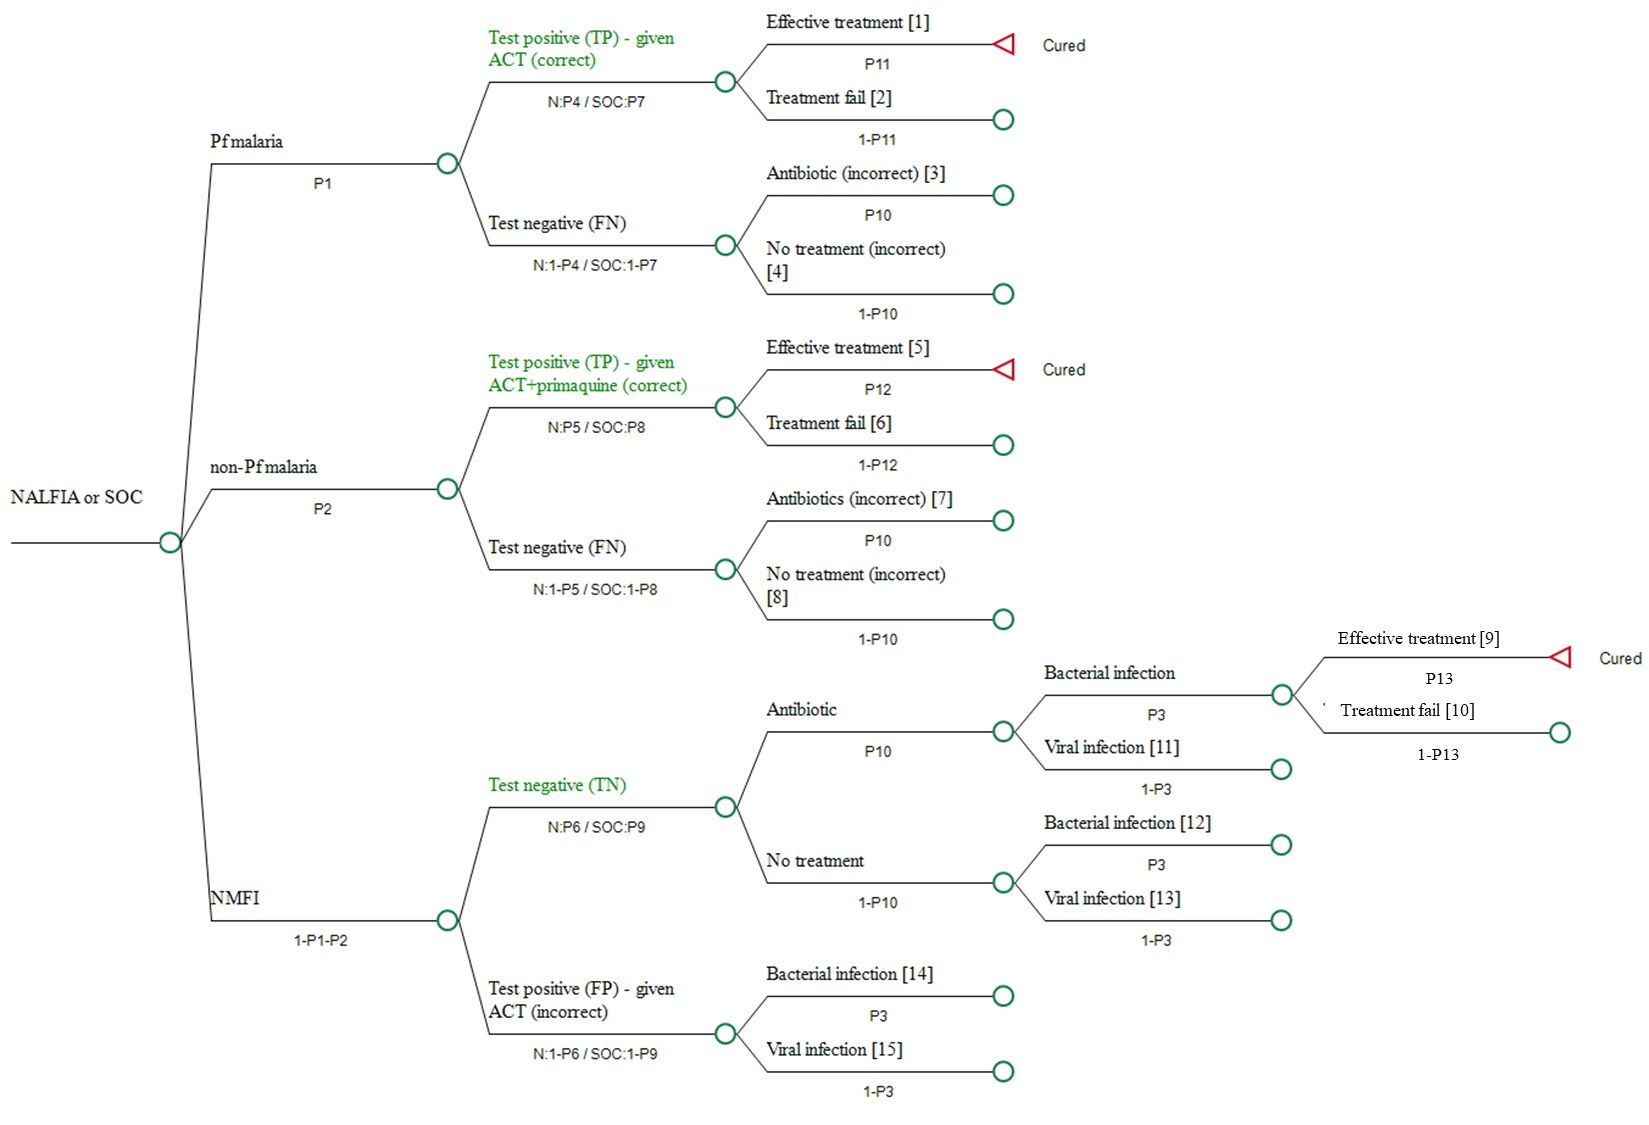 Effective treatment [1]
Cured
P11
Test positive (TP) - given
ACT (correct)
N:P4 / SOC:P7
Treatment fail [2]
1-P11
Pf malaria
P1
Antibiotic (incorrect) [3]
P10
Test negative (FN)
N:1-P4 / SOC:1-P7
No treatment (incorrect)
[4]
1-P10
Effective treatment [5]
Cured
P12
Test positive (TP) - given
ACT+primaquine (correct)
N:P5 / SOC:P8
Treatment fail [6]
1-P12
non-Pf malaria
P2
NALFIA or SOC
Antibiotics (incorrect) [7]
P10
Test negative (FN)
N:1-P5 / SOC:1-P8
No treatment (incorrect)
[8]
1-P10
Effective treatment [9]
Cured
P13
Bacterial infection
P3
Treatment fail [10]
1-P13
Antibiotic
P10
Viral infection [11]
1-P3
Test negative (TN)
N:P6 / SOC:P9
Bacterial infection [12]
P3
No treatment
1-P10
Viral infection [13]
1-P3
NMFI
1-P1-P2
Bacterial infection [14]
P3
Test positive (FP) - given
ACT (incorrect)
N:1-P6 / SOC:1-P9
Viral infection [15]
1-P3